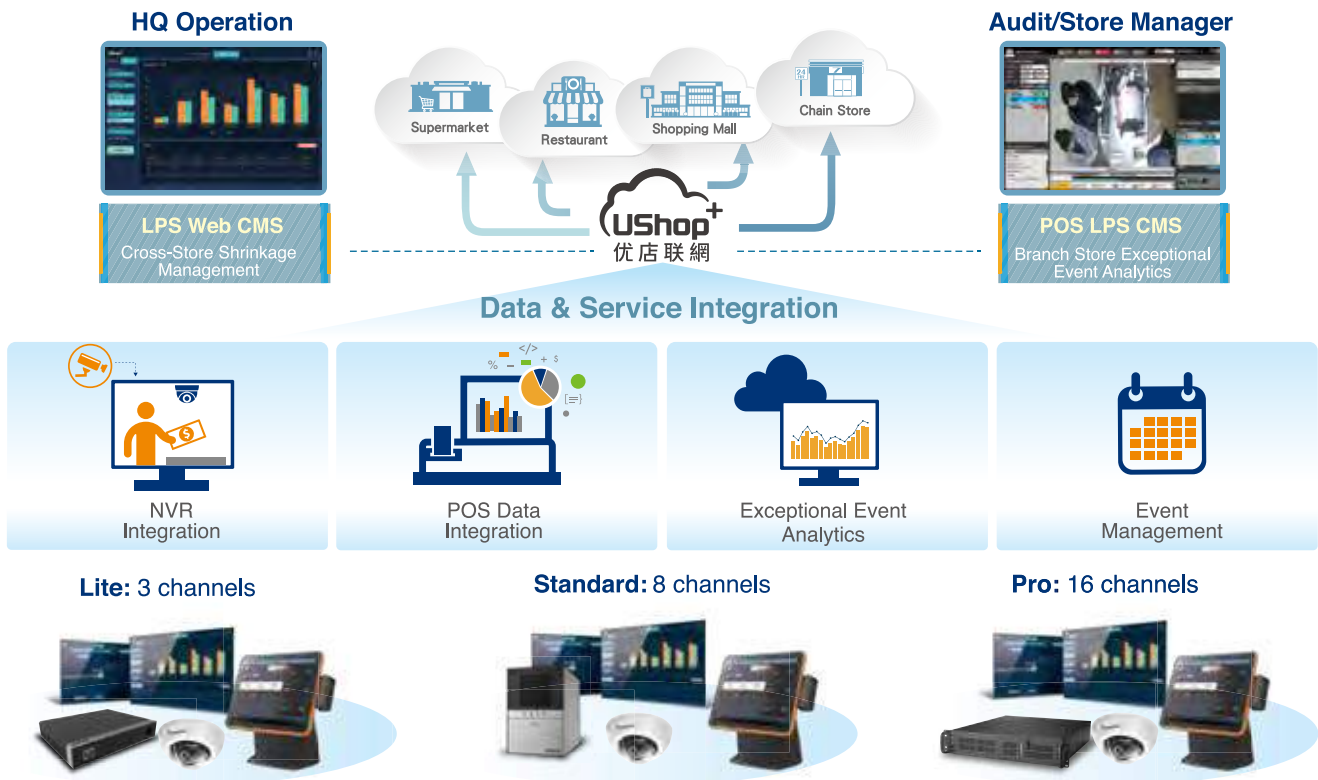 HQ Operation
Audit/Store Manager
Supermarket
Restaurant
Shopping Mall
24
Chain Store
UShop+
优店联網
LPS Web CMS
Cross-Store Shrinkage
Management
POS LPS CMS
Branch Store Exceptional
Event Analytics
Data & Service Integration
</>
% − + $
[=}
$
NVR
Integration
POS Data
Integration
Exceptional Event
Analytics
Event
Management
Lite: 3 channels
Standard: 8 channels
Pro: 16 channels